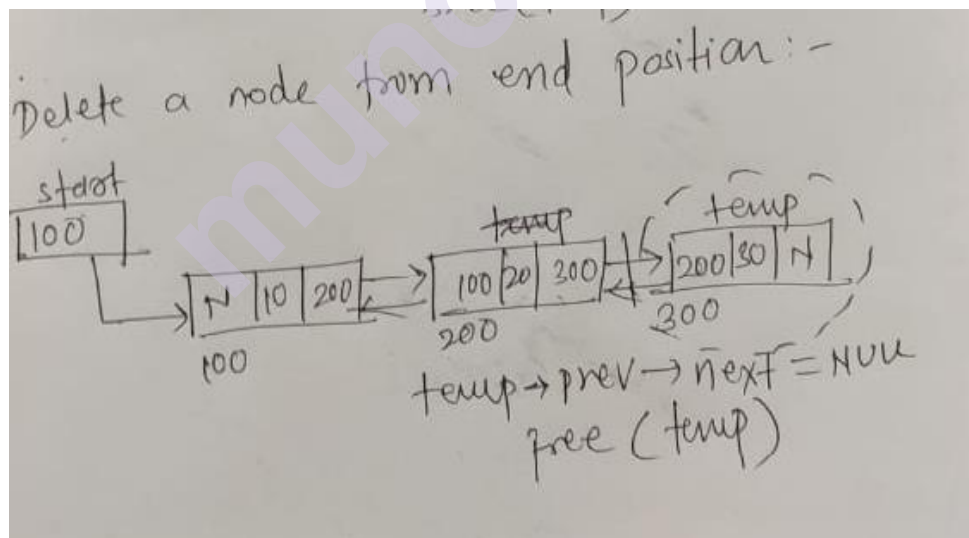 Delete a node from end position :-
start
100
temp temp
N 10 200 100 20 300 200 30 N
100 200 300
temp → prev → next = NULL
free (temp)